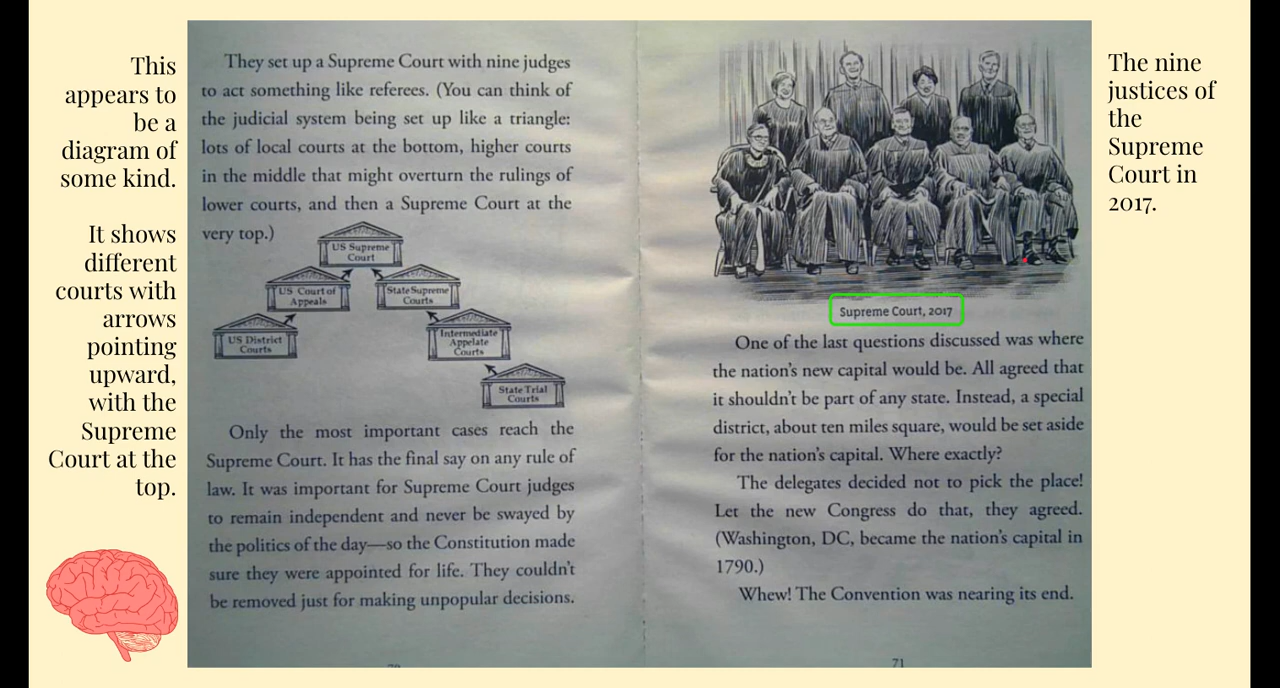 This
appears to
be a
diagram of
some kind.
It shows
different
courts with
arrows
pointing
upward,
with the
Supreme
Court at the
top.
They set up a Supreme Court with nine judges
to act something like referees. (You can think of
the judicial system being set up like a triangle:
lots of local courts at the bottom, higher courts
in the middle that might overturn the rulings of
lower courts, and then a Supreme Court at the
very top.)
US Supreme
Court
US Court of
Appeals
State Supreme
Courts
US District
Courts
Intermediate
Appelate
Courts
State Trial
Courts
Only the most important cases reach the
Supreme Court. It has the final say on any rule of
law. It was important for Supreme Court judges
to remain independent and never be swayed by
the politics of the day—so the Constitution made
sure they were appointed for life. They couldn't
be removed just for making unpopular decisions.
Supreme Court, 2017
One of the last questions discussed was where
the nation's new capital would be. All agreed that
it shouldn't be part of any state. Instead, a special
district, about ten miles square, would be set aside
for the nation's capital. Where exactly?
The delegates decided not to pick the place!
Let the new Congress do that, they agreed.
(Washington, DC, became the nation's capital in
1790.)
Whew! The Convention was nearing its end.
71
The nine
justices of
the
Supreme
Court in
2017.